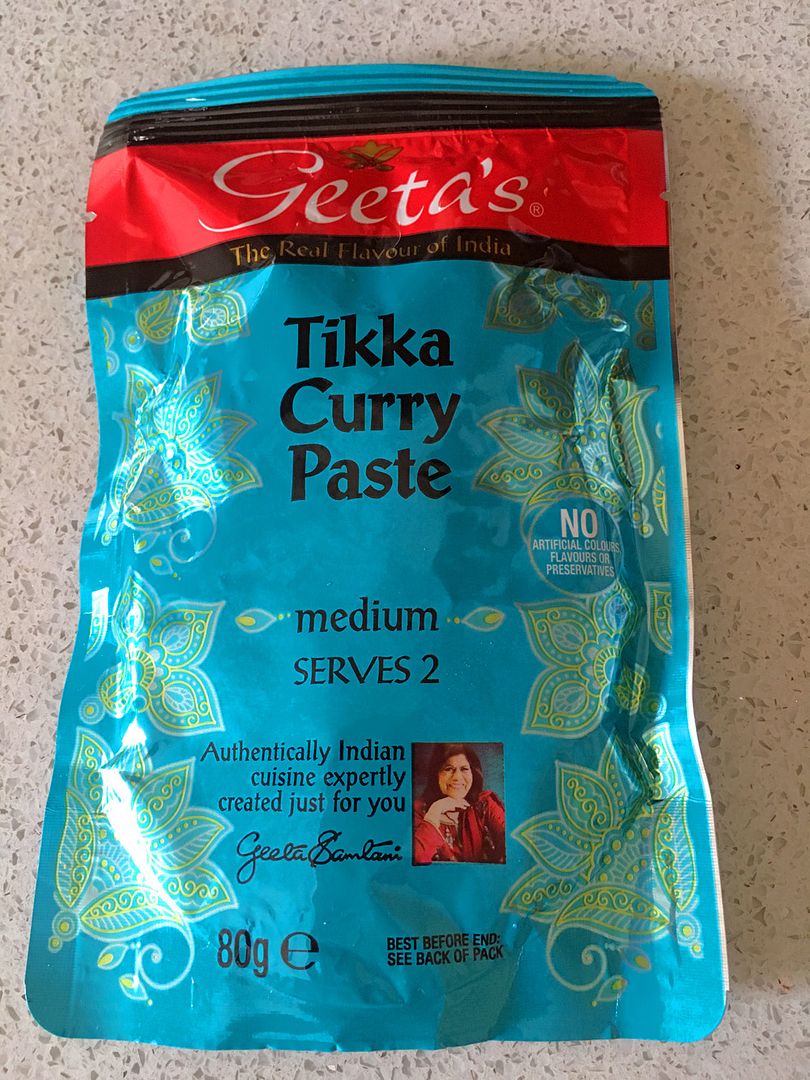 Geeta's®
The Real Flavour of India
Tikka
Curry
Paste
NO
ARTIFICIAL COLOURS,
FLAVOURS OR
PRESERVATIVES
medium
SERVES 2
Authentically Indian
cuisine expertly
created just for you
Geeta Samtani
80g ℮
BEST BEFORE END:
SEE BACK OF PACK